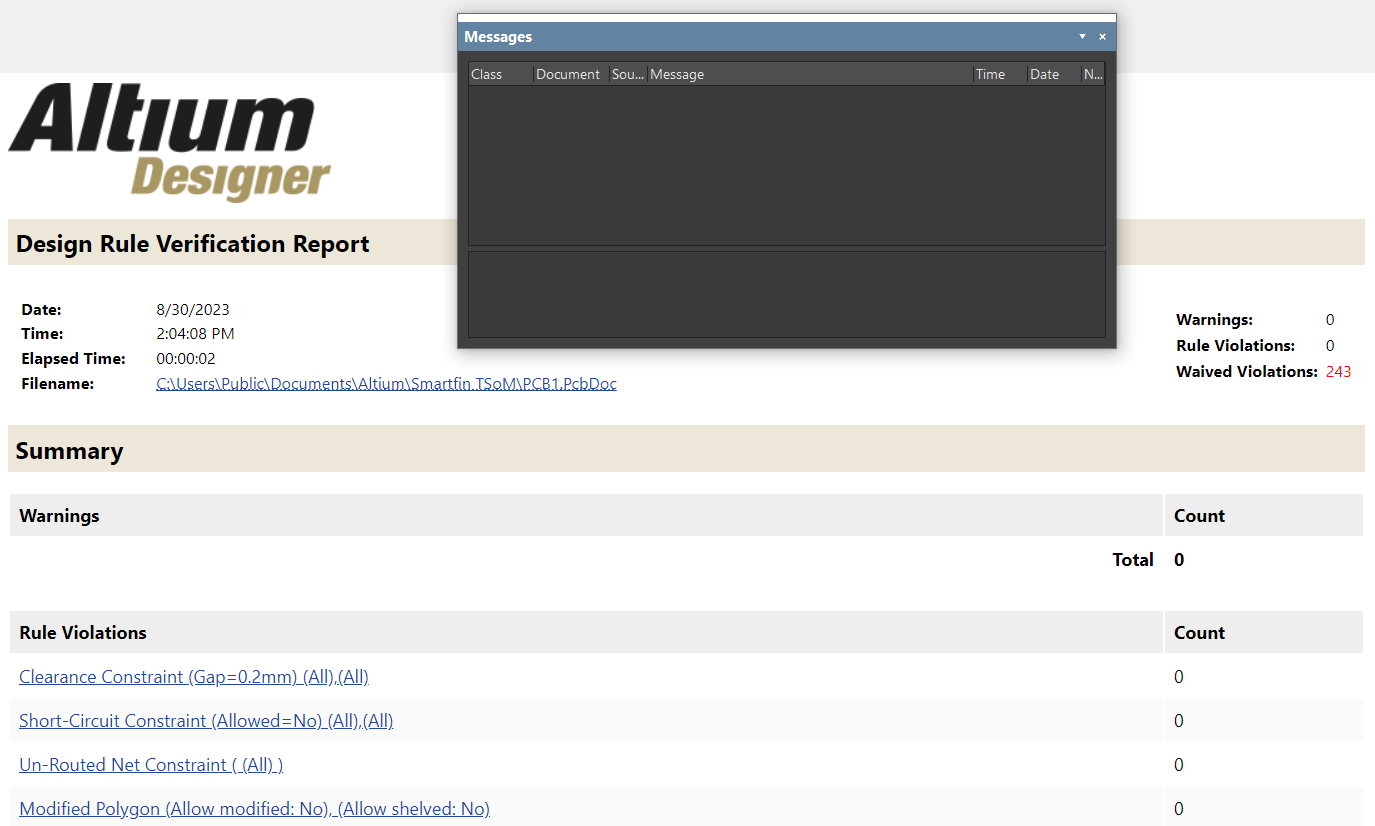 Messages
Class Document Sou... Message Time Date N...
Altium
Designer
Design Rule Verification Report
Date: 8/30/2023
Time: 2:04:08 PM
Elapsed Time: 00:00:02
Filename: C:\Users\Public\Documents\Altium\Smartfin.TSoM\PCB1.PcbDoc
Warnings: 0
Rule Violations: 0
Waived Violations: 243
Summary
Warnings Count
Total 0
Rule Violations Count
Clearance Constraint (Gap=0.2mm) (All),(All) 0
Short-Circuit Constraint (Allowed=No) (All),(All) 0
Un-Routed Net Constraint ( (All) ) 0
Modified Polygon (Allow modified: No), (Allow shelved: No) 0